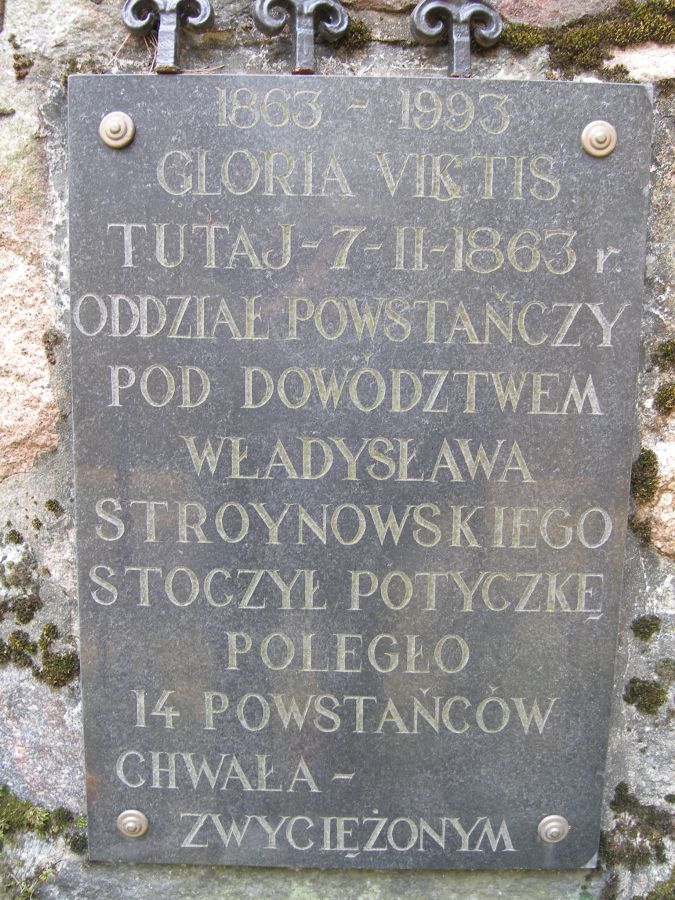 1863 - 1993
GLORIA VIKTIS
TUTAJ-7-II-1863 r.
ODDZIAŁ POWSTAŃCZY
POD DOWÓDZTWEM
WŁADYSŁAWA
STROYNOWSKIEGO
STOCZYŁ POTYCZKĘ
POLEGŁO
14 POWSTAŃCÓW
CHWAŁA -
ZWYCIĘŻONYM